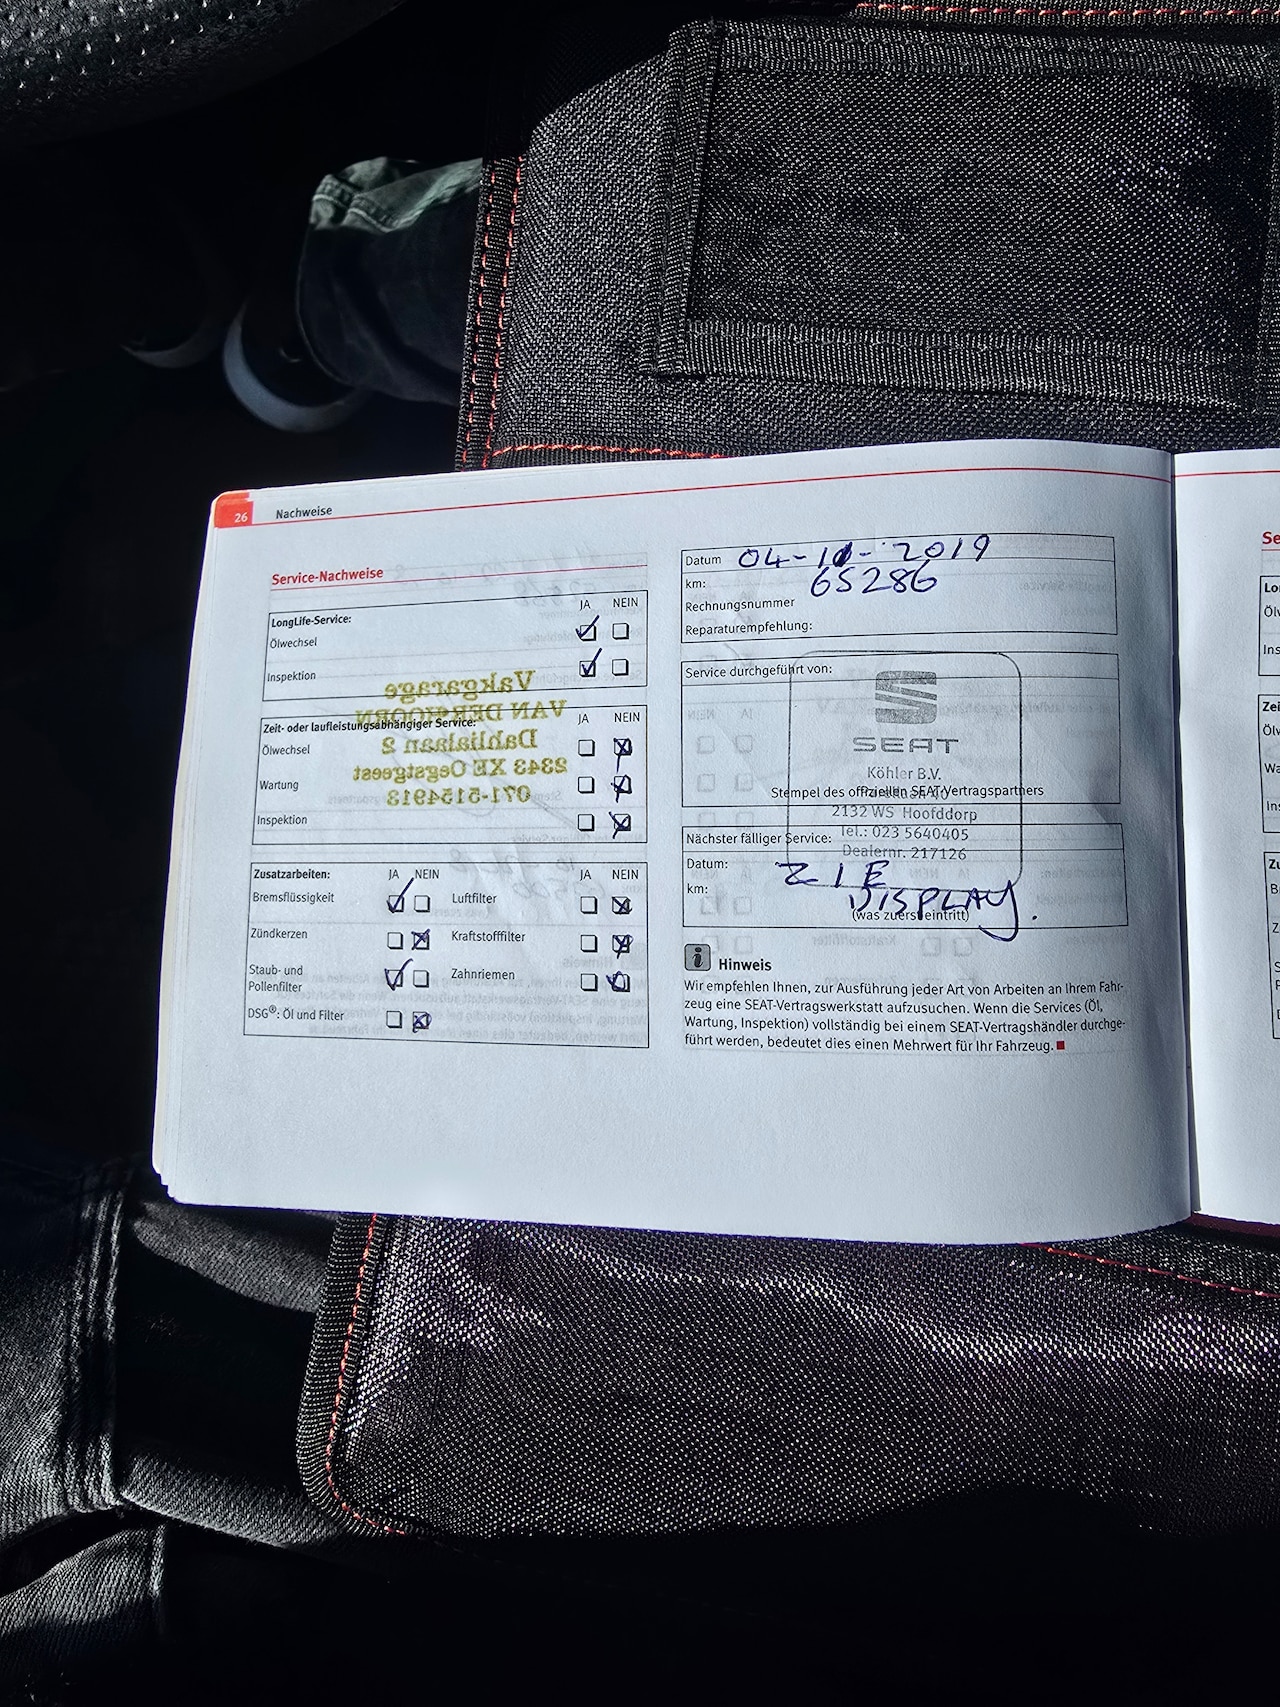 26 Nachweise
Service-Nachweise
JA NEIN
LongLife-Service:
Ölwechsel
Inspektion
Zeit- oder laufleistungsabhängiger Service: JA NEIN
Ölwechsel
Wartung
Inspektion
Vakgarage
VAN DER HOORN
Dahlialaan 2
2343 XE Oegstgeest
071-5154913
Zusatzarbeiten: JA NEIN JA NEIN
Bremsflüssigkeit Luftfilter
Zündkerzen Kraftstofffilter
Staub- und
Pollenfilter Zahnriemen
DSG®: Öl und Filter
Datum 04- - 2019
km: 65286
Rechnungsnummer
Reparaturempfehlung:
Service durchgeführt von:
SEAT
Köhler B.V.
Stempel des offiziellen SEAT-Vertragspartners
2132 WS Hoofddorp
Tel.: 023 5640405
Dealernr. 217126
Nächster fälliger Service:
Datum: ZIE
km: DISPLAY.
(was zuerst eintritt)
i Hinweis
Wir empfehlen Ihnen, zur Ausführung jeder Art von Arbeiten an Ihrem Fahr-
zeug eine SEAT-Vertragswerkstatt aufzusuchen. Wenn die Services (Öl,
Wartung, Inspektion) vollständig bei einem SEAT-Vertragshändler durchge-
führt werden, bedeutet dies einen Mehrwert für Ihr Fahrzeug.